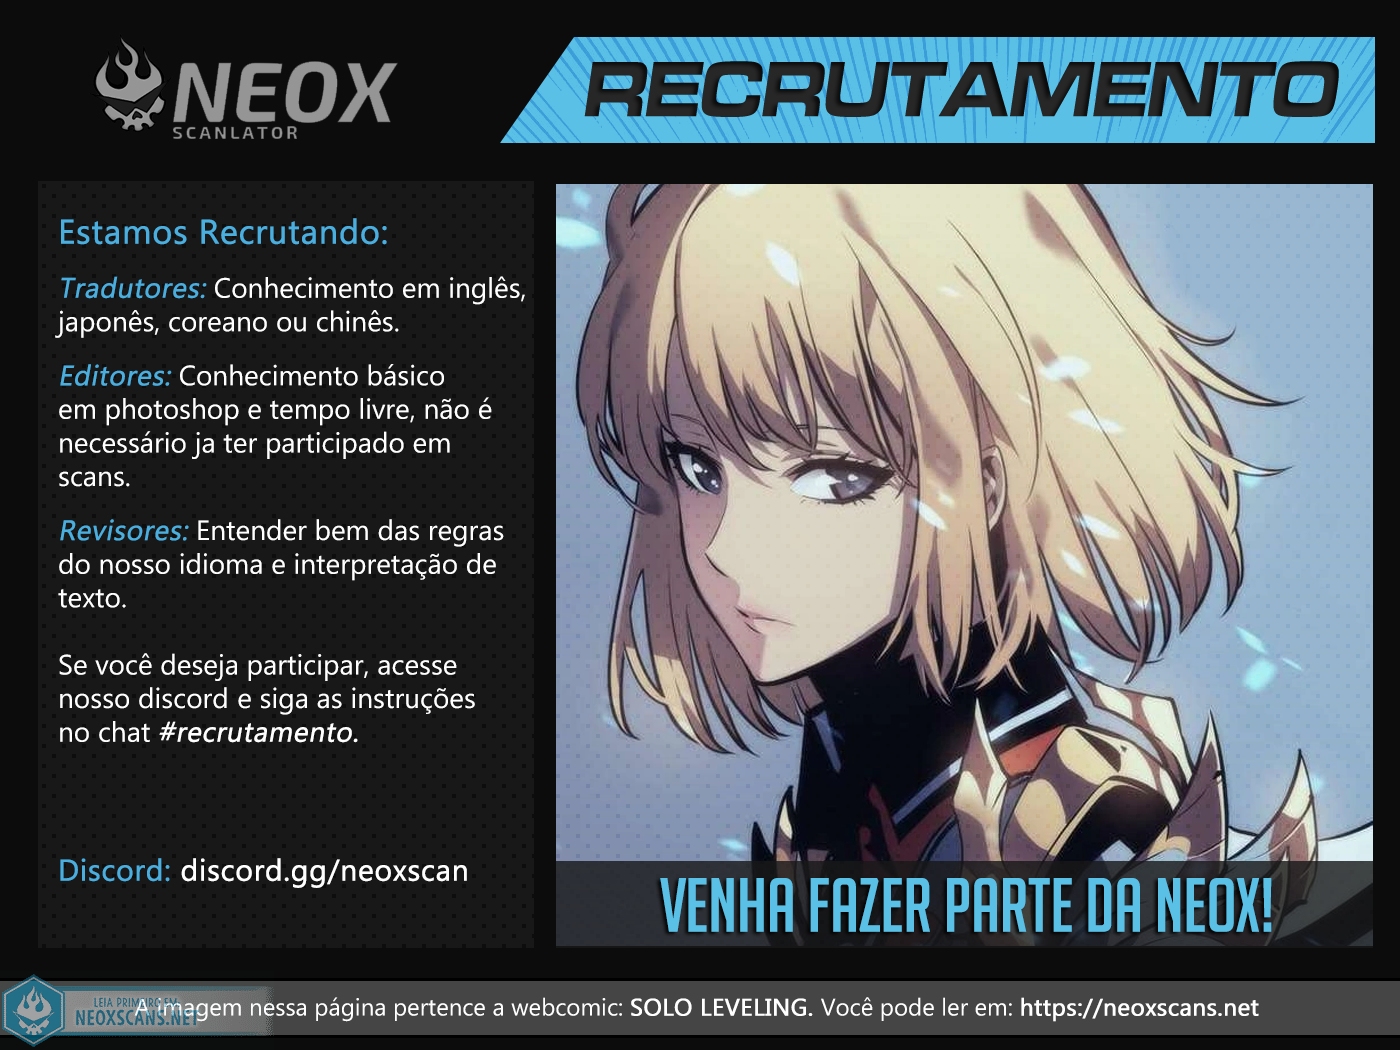 NEOX
SCANLATOR
RECRUTAMENTO
Estamos Recrutando:
Tradutores: Conhecimento em inglês,
japonês, coreano ou chinês.
Editores: Conhecimento básico
em photoshop e tempo livre, não é
necessário ja ter participado em
scans.
Revisores: Entender bem das regras
do nosso idioma e interpretação de
texto.
Se você deseja participar, acesse
nosso discord e siga as instruções
no chat #recrutamento.
Discord: discord.gg/neoxscan
VENHA FAZER PARTE DA NEOX!
LEIA PRIMEIRO EM
NEOXSCANS.NET
A imagem nessa página pertence a webcomic: SOLO LEVELING. Você pode ler em: https://neoxscans.net